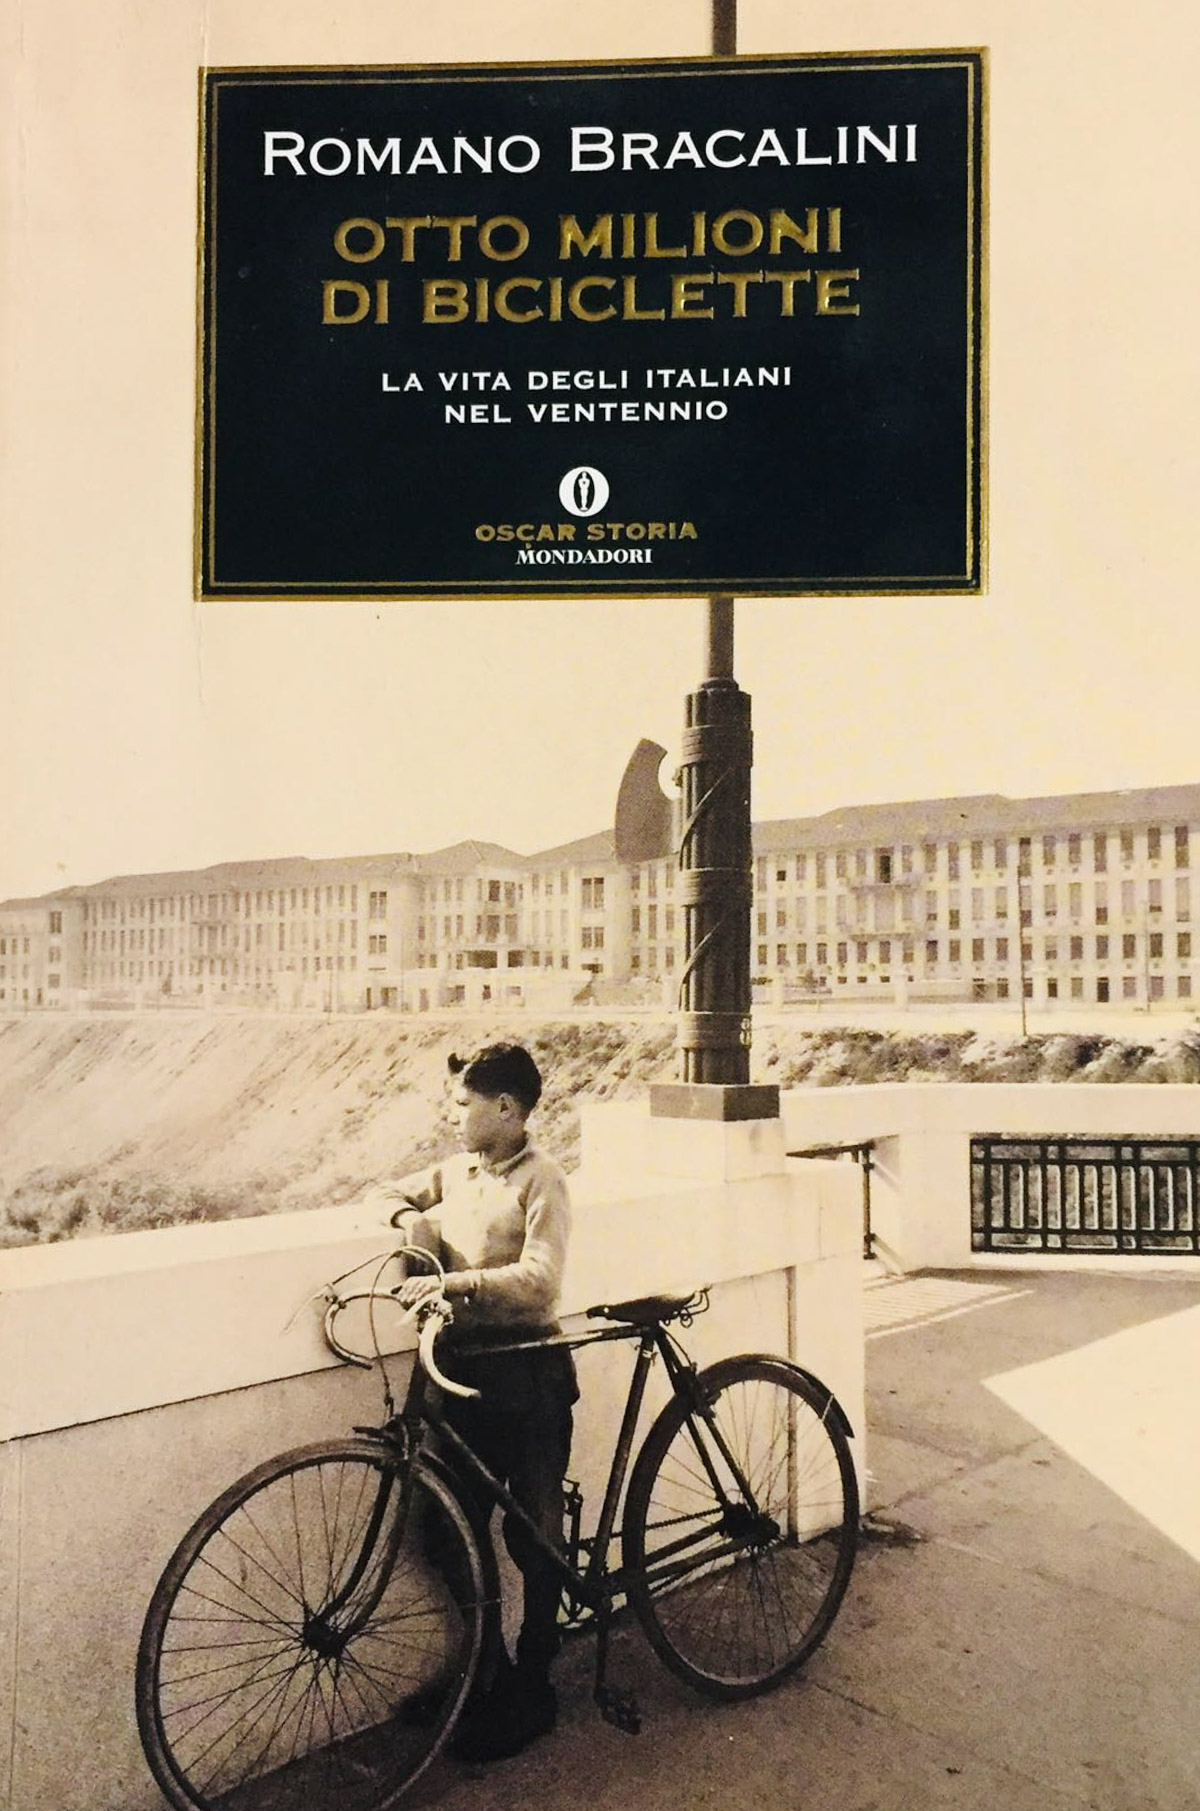 ROMANO BRACALINI
OTTO MILIONI
DI BICICLETTE
LA VITA DEGLI ITALIANI
NEL VENTENNIO
OSCAR STORIA
MONDADORI